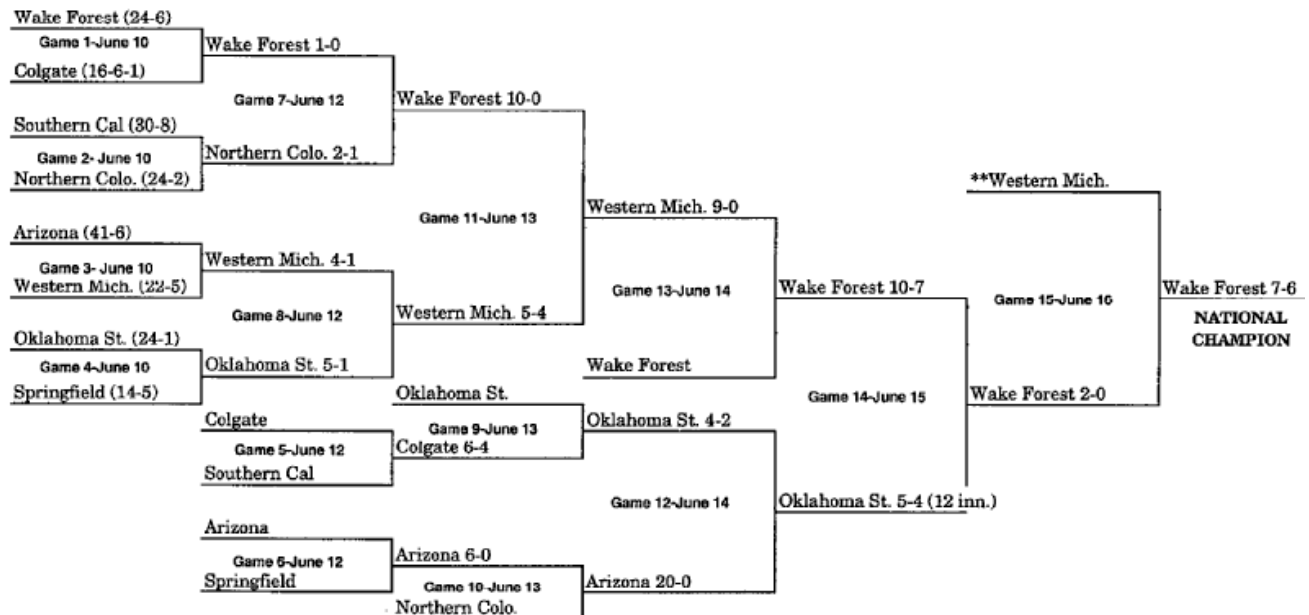 Wake Forest (24-6)
Game 1-June 10
Wake Forest 1-0
Colgate (16-6-1)
Game 7-June 12
Wake Forest 10-0
Southern Cal (30-8)
Game 2- June 10
Northern Colo. 2-1
Northern Colo. (24-2)
**Western Mich.
Game 11-June 13
Western Mich. 9-0
Arizona (41-6)
Western Mich. 4-1
Game 3- June 10
Western Mich. (22-5)
Game 13-June 14
Wake Forest 10-7
Game 15-June 16
Wake Forest 7-6
NATIONAL
CHAMPION
Game 8-June 12
Western Mich. 5-4
Oklahoma St. (24-1)
Game 4-June 10
Oklahoma St. 5-1
Wake Forest
Springfield (14-5)
Oklahoma St.
Game 14-June 15
Wake Forest 2-0
Colgate
Game 9-June 13
Oklahoma St. 4-2
Game 5-June 12
Colgate 6-4
Southern Cal
Game 12-June 14
Oklahoma St. 5-4 (12 inn.)
Arizona
Game 6-June 12
Arizona 6-0
Springfield
Game 10-June 13
Arizona 20-0
Northern Colo.